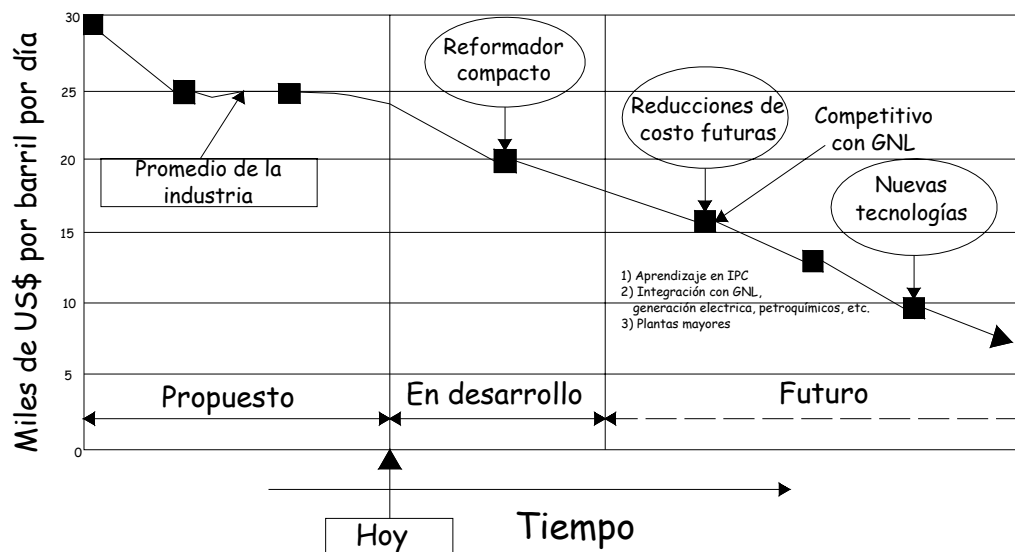 Miles de US$ por barril por día
30
25
20
15
10
5
0
Promedio de la
industria
Reformador
compacto
Reducciones de
costo futuras
Competitivo
con GNL
Nuevas
tecnologías
1) Aprendizaje en IPC
2) Integración con GNL,
generación electrica, petroquímicos, etc.
3) Plantas mayores
Propuesto
En desarrollo
Futuro
Hoy
Tiempo